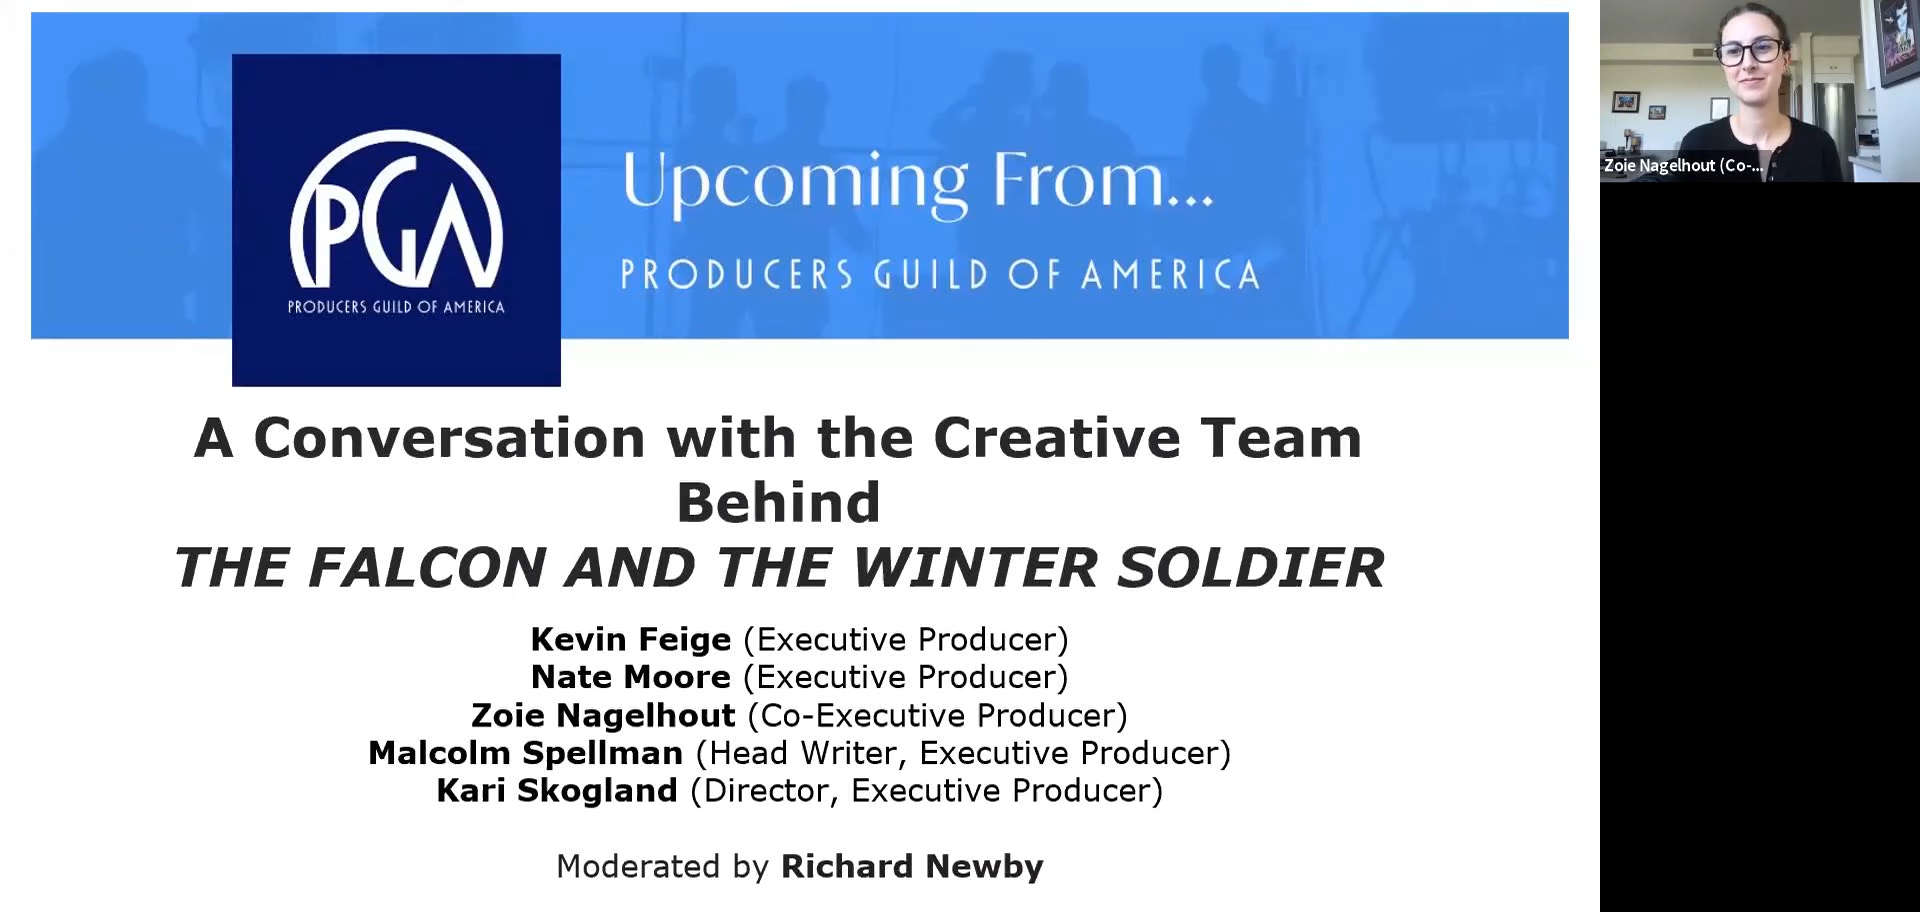 PGA
PRODUCERS GUILD OF AMERICA
Upcoming From...
PRODUCERS GUILD OF AMERICA
A Conversation with the Creative Team
Behind
THE FALCON AND THE WINTER SOLDIER
Kevin Feige (Executive Producer)
Nate Moore (Executive Producer)
Zoie Nagelhout (Co-Executive Producer)
Malcolm Spellman (Head Writer, Executive Producer)
Kari Skogland (Director, Executive Producer)
Moderated by Richard Newby
Zoie Nagelhout (Co-...